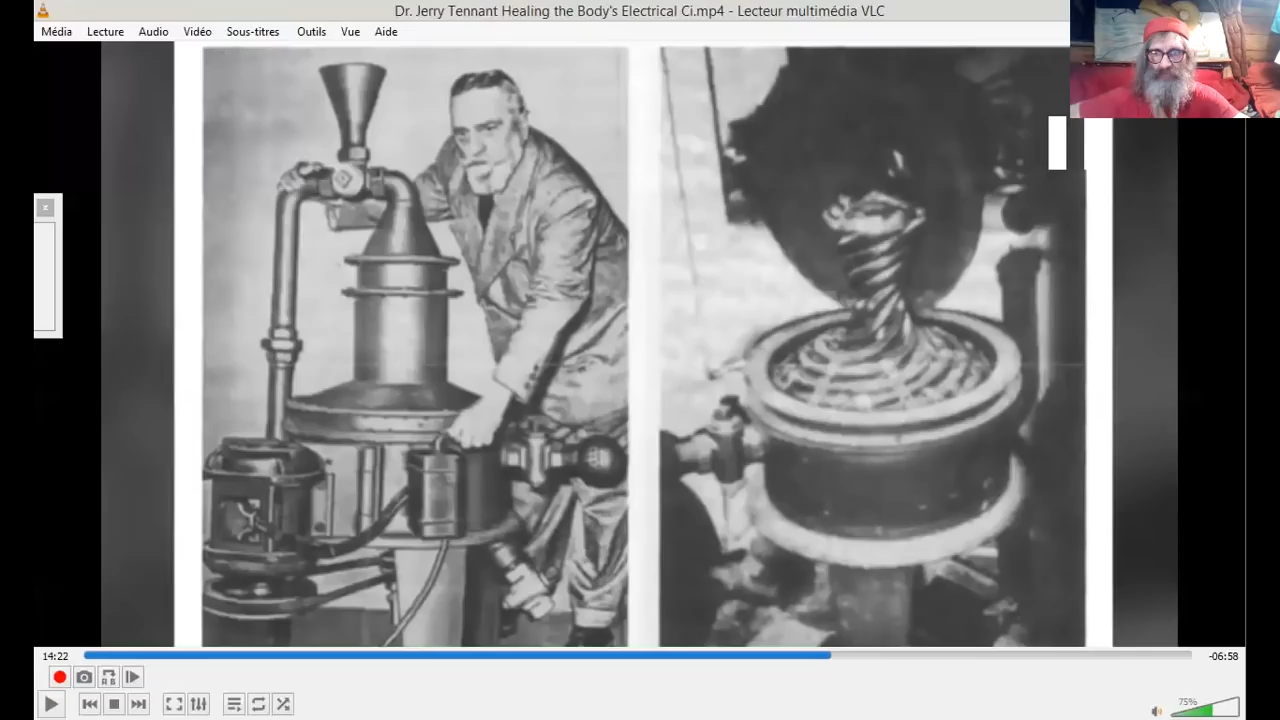 Dr. Jerry Tennant Healing the Body's Electrical Ci.mp4 - Lecteur multimédia VLC
Média Lecture Audio Vidéo Sous-titres Outils Vue Aide
x
14:22 -06:58
A B
75%